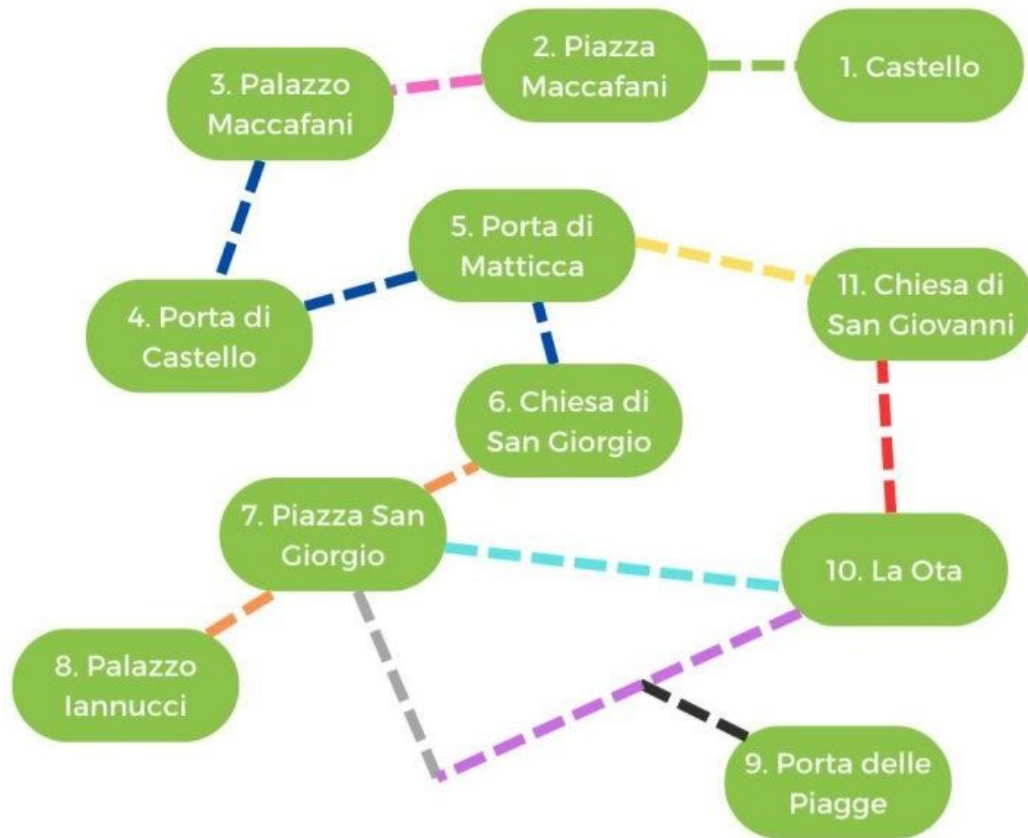 1. Castello
2. Piazza
Maccafani
3. Palazzo
Maccafani
4. Porta di
Castello
5. Porta di
Matticca
6. Chiesa di
San Giorgio
7. Piazza San
Giorgio
8. Palazzo
Iannucci
9. Porta delle
Piagge
10. La Ota
11. Chiesa di
San Giovanni